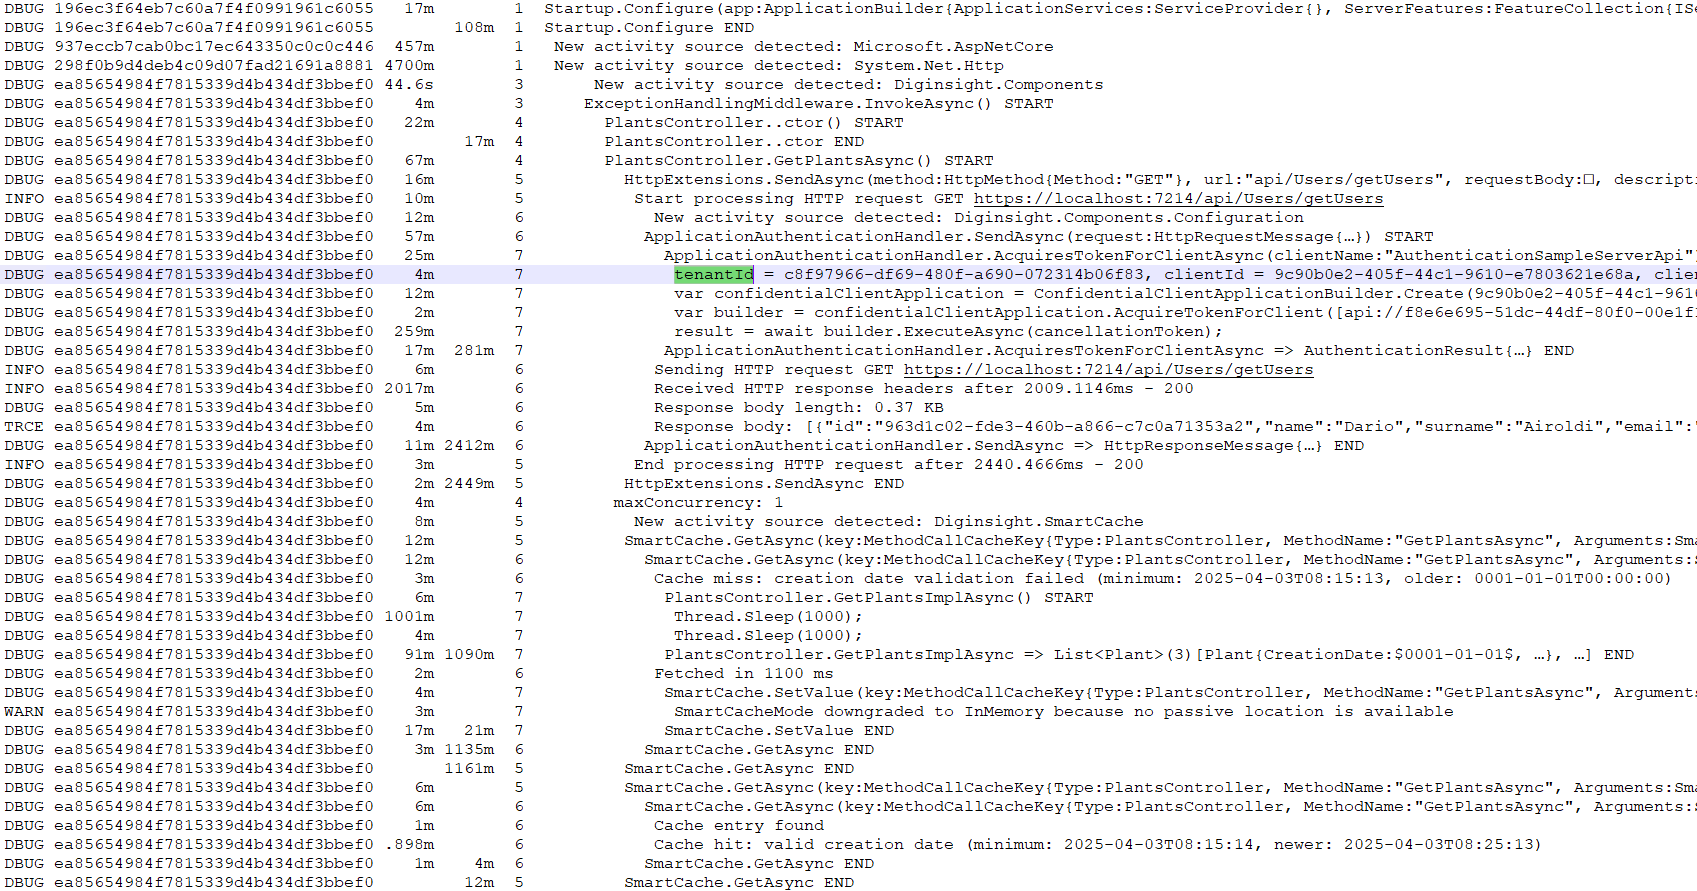 DBUG 196ec3f64eb7c60a7f4f0991961c6055 17m 1 Startup.Configure(app:ApplicationBuilder{ApplicationServices:ServiceProvider{}, ServerFeatures:FeatureCollection{IS
DBUG 196ec3f64eb7c60a7f4f0991961c6055 108m 1 Startup.Configure END
DBUG 937eccb7cab0bc17ec643350c0c0c446 457m 1 New activity source detected: Microsoft.AspNetCore
DBUG 298f0b9d4deb4c09d07fad21691a8881 4700m 1 New activity source detected: System.Net.Http
DBUG ea85654984f7815339d4b434df3bbef0 44.6s 3 New activity source detected: Diginsight.Components
DBUG ea85654984f7815339d4b434df3bbef0 4m 3 ExceptionHandlingMiddleware.InvokeAsync() START
DBUG ea85654984f7815339d4b434df3bbef0 22m 4 PlantsController..ctor() START
DBUG ea85654984f7815339d4b434df3bbef0 17m 4 PlantsController..ctor END
DBUG ea85654984f7815339d4b434df3bbef0 67m 4 PlantsController.GetPlantsAsync() START
DBUG ea85654984f7815339d4b434df3bbef0 16m 5 HttpExtensions.SendAsync(method:HttpMethod{Method:"GET"}, url:"api/Users/getUsers", requestBody:□, descripti
INFO ea85654984f7815339d4b434df3bbef0 10m 5 Start processing HTTP request GET https://localhost:7214/api/Users/getUsers
DBUG ea85654984f7815339d4b434df3bbef0 12m 6 New activity source detected: Diginsight.Components.Configuration
DBUG ea85654984f7815339d4b434df3bbef0 57m 6 ApplicationAuthenticationHandler.SendAsync(request:HttpRequestMessage{…}) START
DBUG ea85654984f7815339d4b434df3bbef0 25m 7 ApplicationAuthenticationHandler.AcquiresTokenForClientAsync(clientName:"AuthenticationSampleServerApi"
DBUG ea85654984f7815339d4b434df3bbef0 4m 7 tenantId = c8f97966-df69-480f-a690-072314b06f83, clientId = 9c90b0e2-405f-44c1-9610-e7803621e68a, clien
DBUG ea85654984f7815339d4b434df3bbef0 12m 7 var confidentialClientApplication = ConfidentialClientApplicationBuilder.Create(9c90b0e2-405f-44c1-9610
DBUG ea85654984f7815339d4b434df3bbef0 2m 7 var builder = confidentialClientApplication.AcquireTokenForClient([api://f8e6e695-51dc-44df-80f0-00e1f
DBUG ea85654984f7815339d4b434df3bbef0 259m 7 result = await builder.ExecuteAsync(cancellationToken);
DBUG ea85654984f7815339d4b434df3bbef0 17m 281m 7 ApplicationAuthenticationHandler.AcquiresTokenForClientAsync => AuthenticationResult{…} END
INFO ea85654984f7815339d4b434df3bbef0 6m 6 Sending HTTP request GET https://localhost:7214/api/Users/getUsers
INFO ea85654984f7815339d4b434df3bbef0 2017m 6 Received HTTP response headers after 2009.1146ms - 200
DBUG ea85654984f7815339d4b434df3bbef0 5m 6 Response body length: 0.37 KB
TRCE ea85654984f7815339d4b434df3bbef0 4m 6 Response body: [{"id":"963d1c02-fde3-460b-a866-c7c0a71353a2","name":"Dario","surname":"Airoldi","email":"
DBUG ea85654984f7815339d4b434df3bbef0 11m 2412m 6 ApplicationAuthenticationHandler.SendAsync => HttpResponseMessage{…} END
INFO ea85654984f7815339d4b434df3bbef0 3m 5 End processing HTTP request after 2440.4666ms - 200
DBUG ea85654984f7815339d4b434df3bbef0 2m 2449m 5 HttpExtensions.SendAsync END
DBUG ea85654984f7815339d4b434df3bbef0 4m 4 maxConcurrency: 1
DBUG ea85654984f7815339d4b434df3bbef0 8m 5 New activity source detected: Diginsight.SmartCache
DBUG ea85654984f7815339d4b434df3bbef0 12m 5 SmartCache.GetAsync(key:MethodCallCacheKey{Type:PlantsController, MethodName:"GetPlantsAsync", Arguments:Sma
DBUG ea85654984f7815339d4b434df3bbef0 12m 6 SmartCache.GetAsync(key:MethodCallCacheKey{Type:PlantsController, MethodName:"GetPlantsAsync", Arguments:S
DBUG ea85654984f7815339d4b434df3bbef0 3m 6 Cache miss: creation date validation failed (minimum: 2025-04-03T08:15:13, older: 0001-01-01T00:00:00)
DBUG ea85654984f7815339d4b434df3bbef0 6m 7 PlantsController.GetPlantsImplAsync() START
DBUG ea85654984f7815339d4b434df3bbef0 1001m 7 Thread.Sleep(1000);
DBUG ea85654984f7815339d4b434df3bbef0 4m 7 Thread.Sleep(1000);
DBUG ea85654984f7815339d4b434df3bbef0 91m 1090m 7 PlantsController.GetPlantsImplAsync => List<Plant>(3)[Plant{CreationDate:$0001-01-01$, …}, …] END
DBUG ea85654984f7815339d4b434df3bbef0 2m 6 Fetched in 1100 ms
DBUG ea85654984f7815339d4b434df3bbef0 4m 7 SmartCache.SetValue(key:MethodCallCacheKey{Type:PlantsController, MethodName:"GetPlantsAsync", Arguments
WARN ea85654984f7815339d4b434df3bbef0 3m 7 SmartCacheMode downgraded to InMemory because no passive location is available
DBUG ea85654984f7815339d4b434df3bbef0 17m 21m 7 SmartCache.SetValue END
DBUG ea85654984f7815339d4b434df3bbef0 3m 1135m 6 SmartCache.GetAsync END
DBUG ea85654984f7815339d4b434df3bbef0 1161m 5 SmartCache.GetAsync END
DBUG ea85654984f7815339d4b434df3bbef0 6m 5 SmartCache.GetAsync(key:MethodCallCacheKey{Type:PlantsController, MethodName:"GetPlantsAsync", Arguments:Sma
DBUG ea85654984f7815339d4b434df3bbef0 6m 6 SmartCache.GetAsync(key:MethodCallCacheKey{Type:PlantsController, MethodName:"GetPlantsAsync", Arguments:S
DBUG ea85654984f7815339d4b434df3bbef0 1m 6 Cache entry found
DBUG ea85654984f7815339d4b434df3bbef0 .898m 6 Cache hit: valid creation date (minimum: 2025-04-03T08:15:14, newer: 2025-04-03T08:25:13)
DBUG ea85654984f7815339d4b434df3bbef0 1m 4m 6 SmartCache.GetAsync END
DBUG ea85654984f7815339d4b434df3bbef0 12m 5 SmartCache.GetAsync END